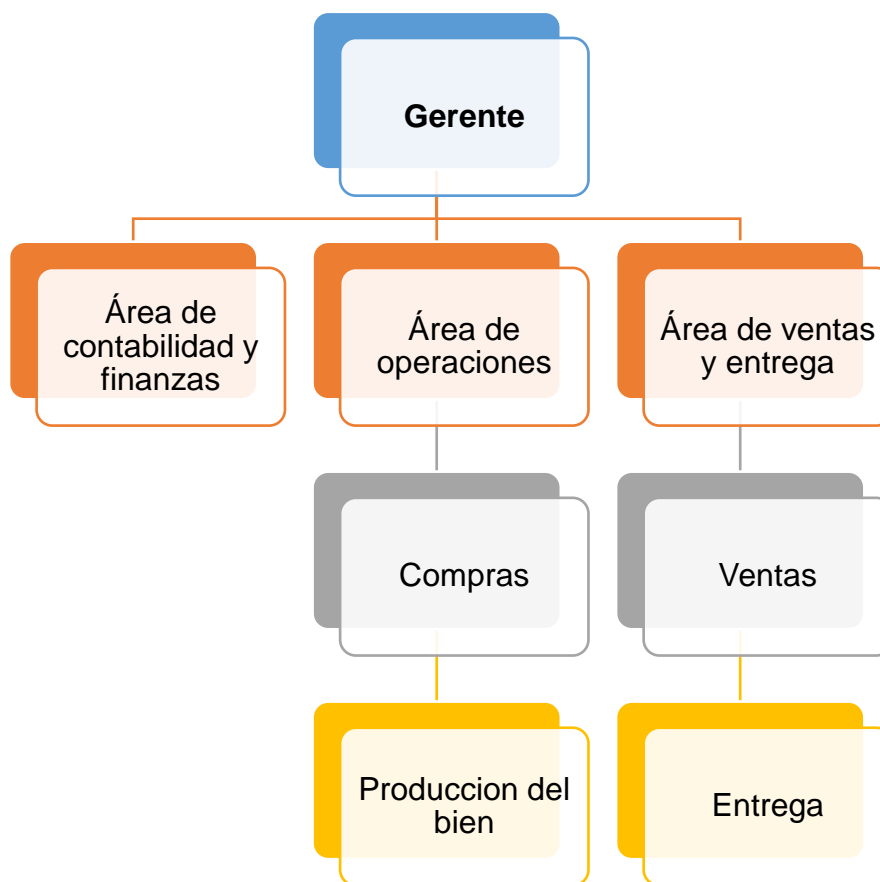 Gerente
Área de
contabilidad y
finanzas
Área de
operaciones
Área de ventas
y entrega
Compras
Ventas
Produccion del
bien
Entrega